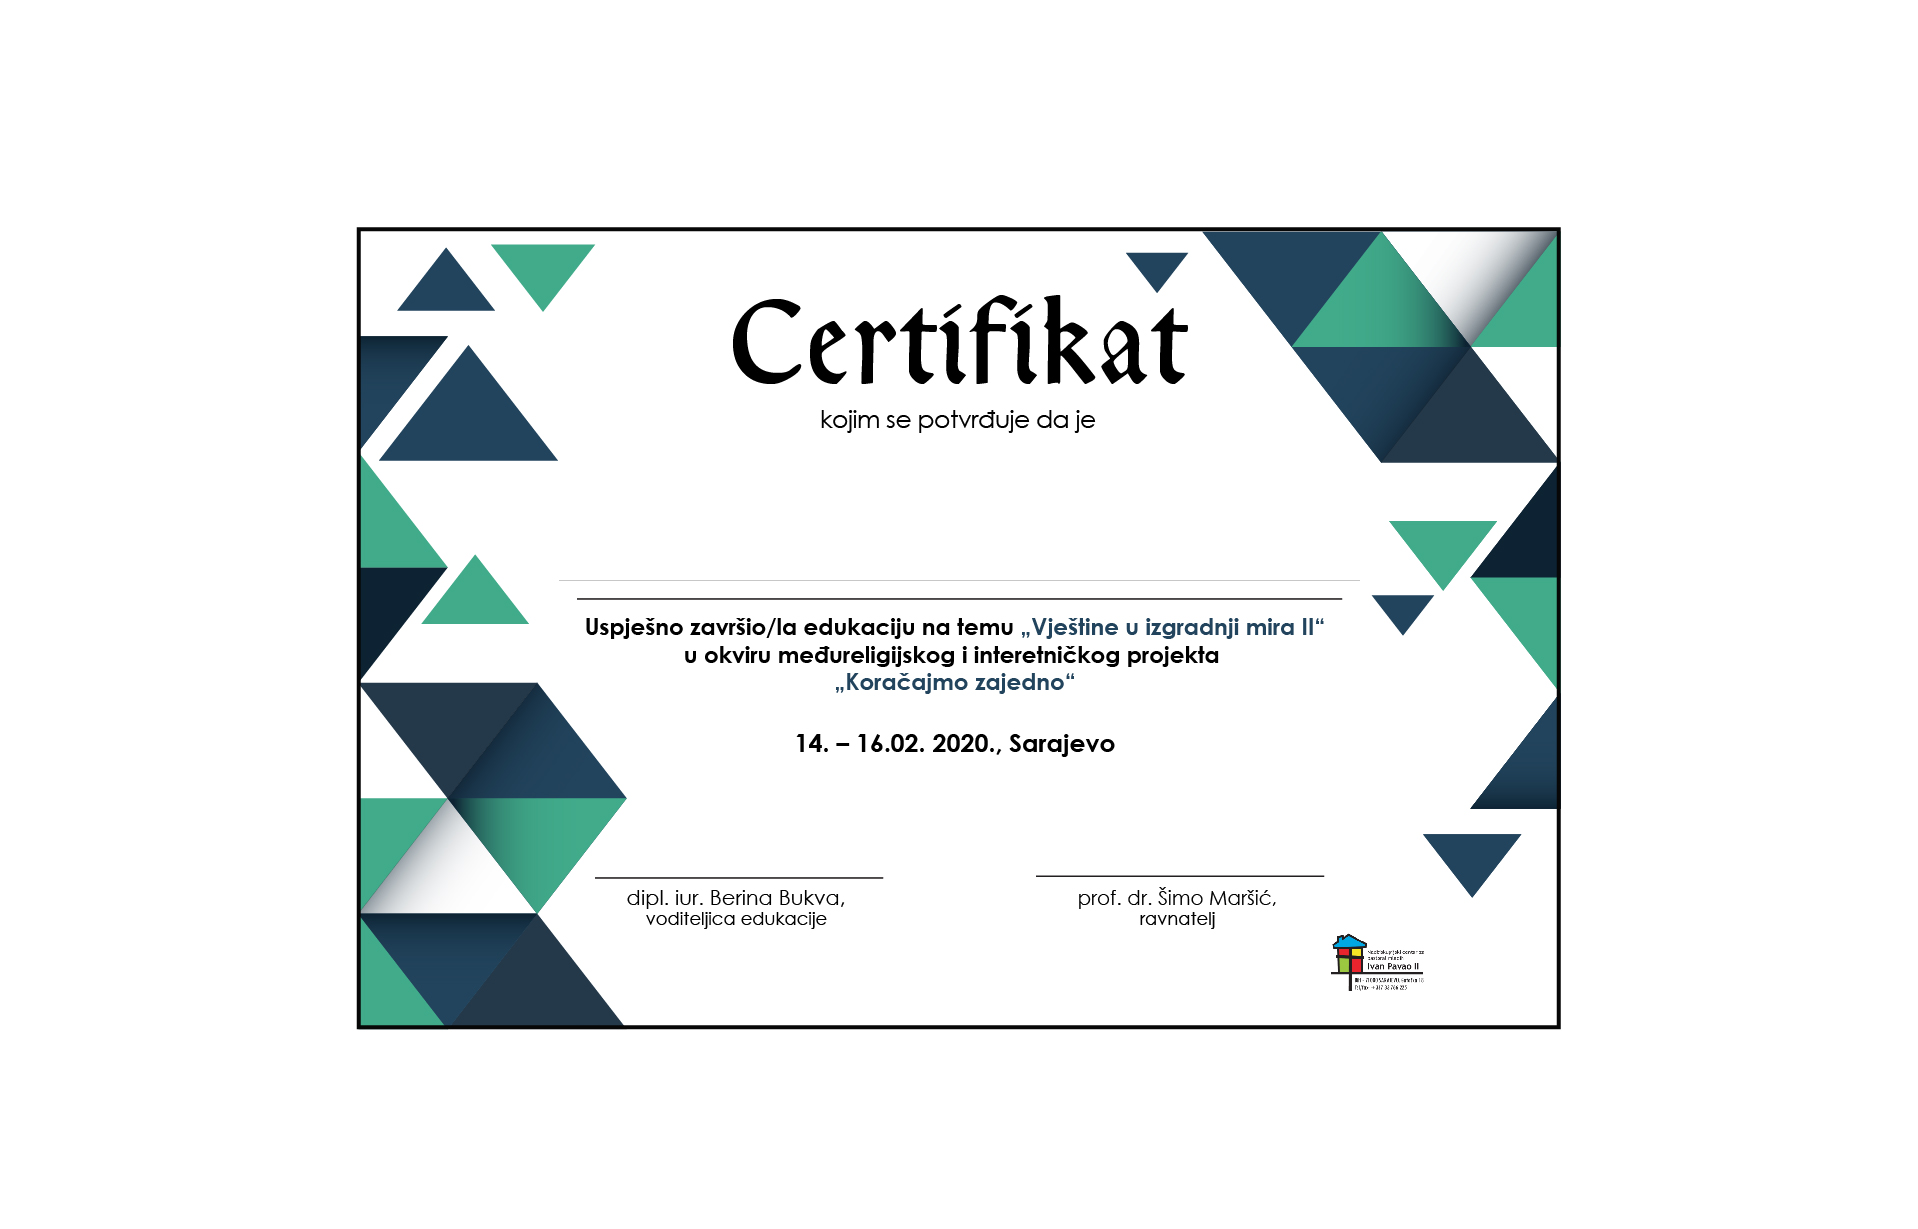 Certifikat
kojim se potvrđuje da je
Uspješno završio/la edukaciju na temu „Vještine u izgradnji mira II“
u okviru međureligijskog i interetničkog projekta
„Koračajmo zajedno“
14. – 16.02. 2020., Sarajevo
dipl. iur. Berina Bukva,
voditeljica edukacije
prof. dr. Šimo Maršić,
ravnatelj
pastoral mladih
Ivan Pavao II